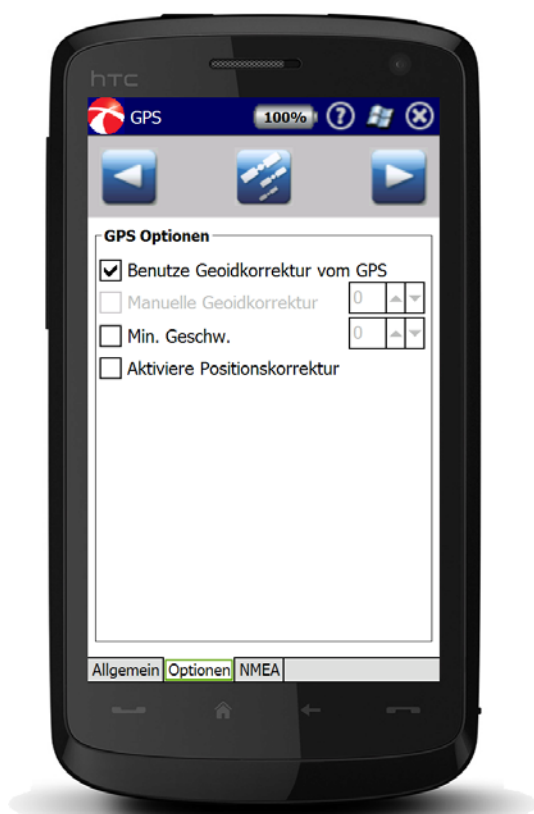 hTC
GPS 100% ?
GPS Optionen
Benutze Geoidkorrektur vom GPS
Manuelle Geoidkorrektur 0
Min. Geschw. 0
Aktiviere Positionskorrektur
Allgemein Optionen NMEA